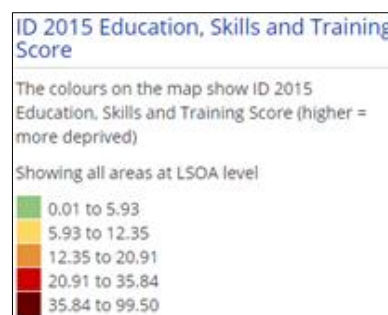 ID 2015 Education, Skills and Training
Score
The colours on the map show ID 2015
Education, Skills and Training Score (higher =
more deprived)
Showing all areas at LSOA level
0.01 to 5.93
5.93 to 12.35
12.35 to 20.91
20.91 to 35.84
35.84 to 99.50